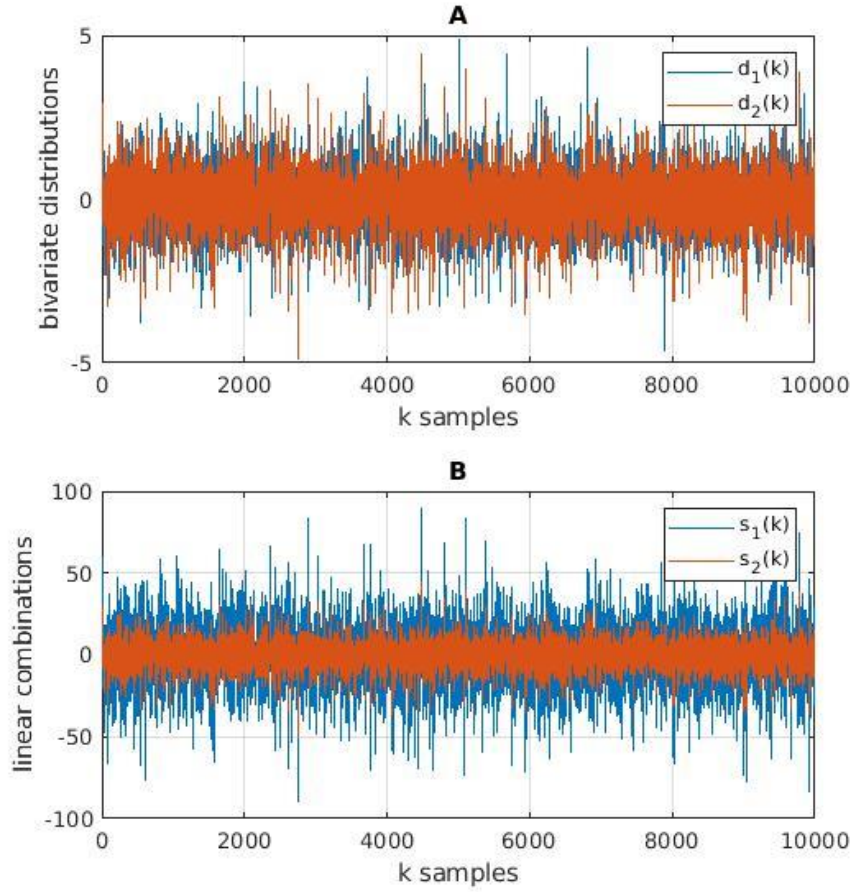 A
5
0
-5
bivariate distributions
d1(k)
d2(k)
0 2000 4000 6000 8000 10000
k samples
B
100
50
0
-50
-100
linear combinations
s1(k)
s2(k)
0 2000 4000 6000 8000 10000
k samples